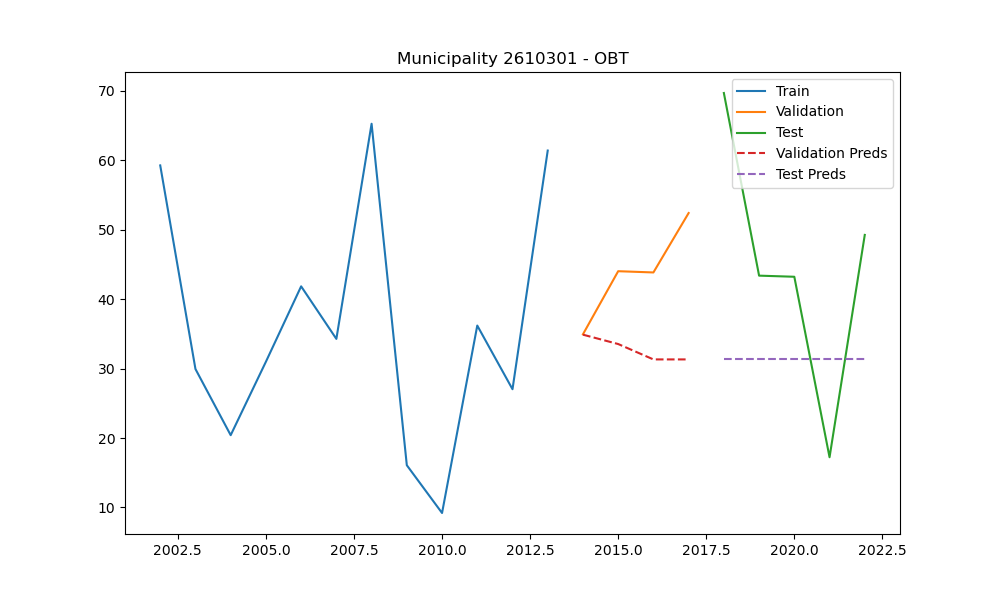 Municipality 2610301 - OBT
70
60
50
40
30
20
10
Train
Validation
Test
Validation Preds
Test Preds
2002.5 2005.0 2007.5 2010.0 2012.5 2015.0 2017.5 2020.0 2022.5